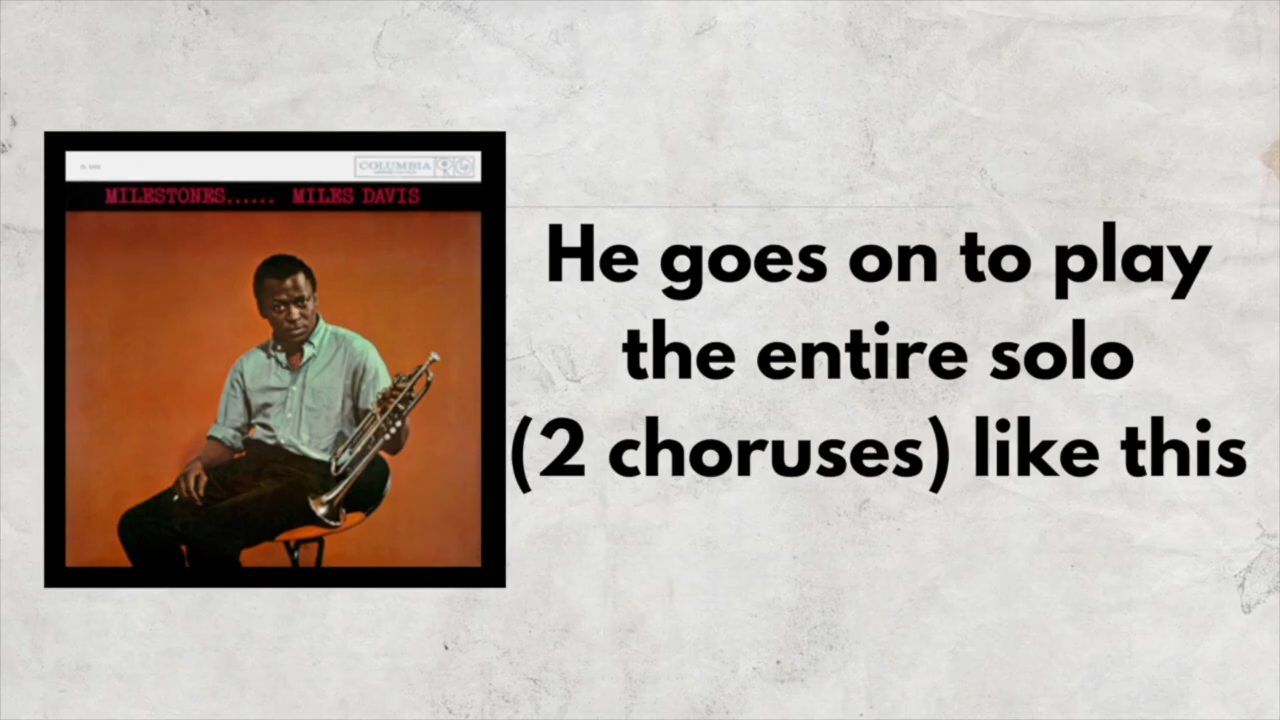 COLUMBIA
MILESTONES...... MILES DAVIS
He goes on to play
the entire solo
(2 choruses) like this